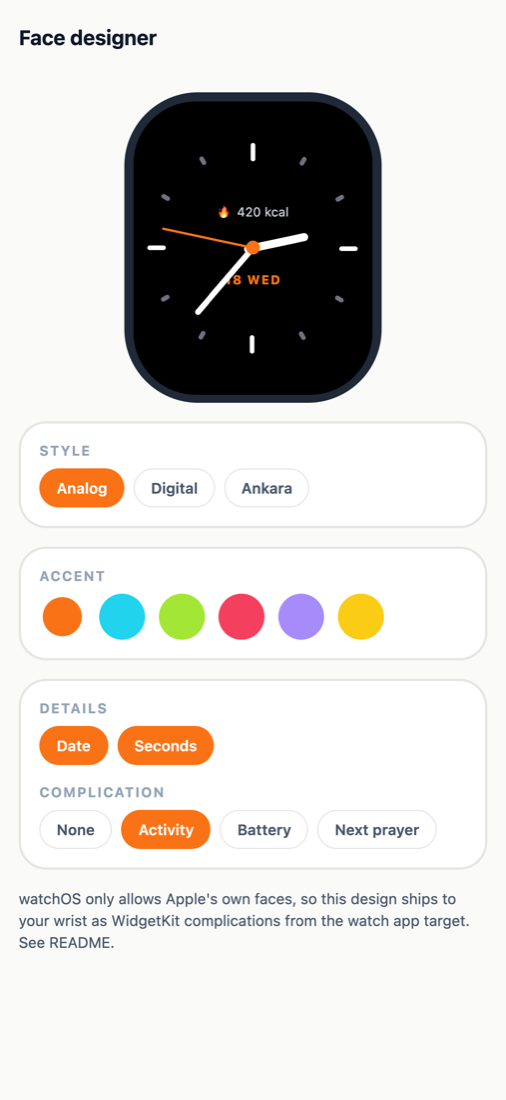 Face designer
🔥 420 kcal
18 WED
STYLE
Analog
Digital
Ankara
ACCENT
DETAILS
Date
Seconds
COMPLICATION
None
Activity
Battery
Next prayer
watchOS only allows Apple's own faces, so this design ships to
your wrist as WidgetKit complications from the watch app target.
See README.